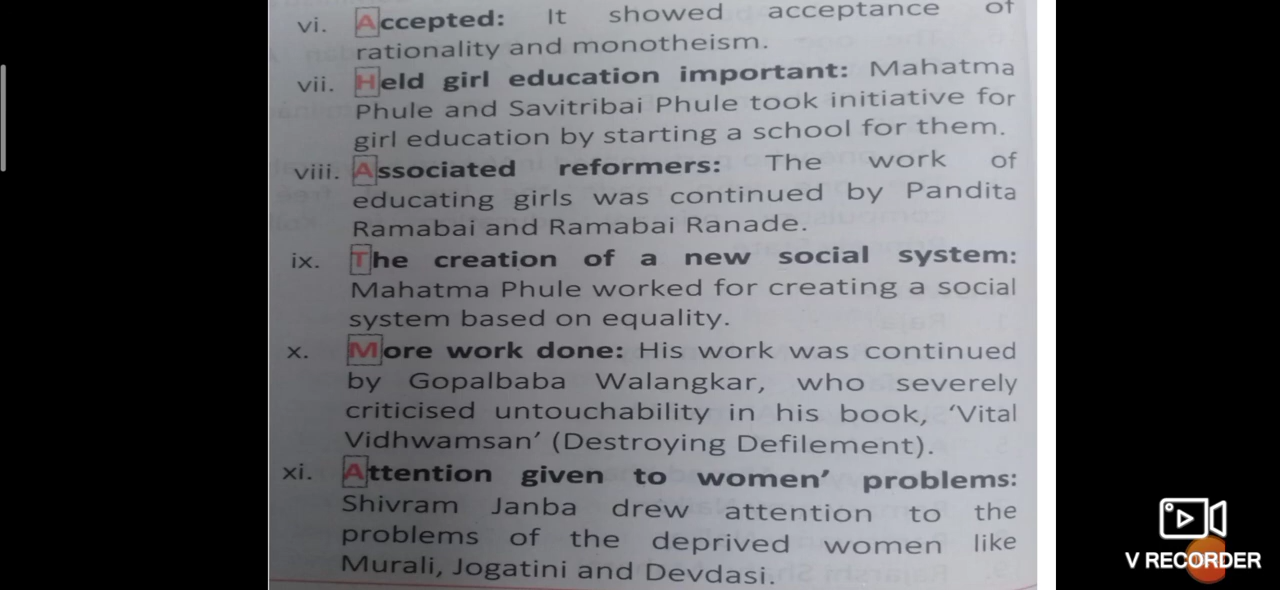 vi. Accepted: It showed acceptance of
rationality and monotheism.
vii. Held girl education important: Mahatma
Phule and Savitribai Phule took initiative for
girl education by starting a school for them.
viii. Associated reformers: The work of
educating girls was continued by Pandita
Ramabai and Ramabai Ranade.
ix. The creation of a new social system:
Mahatma Phule worked for creating a social
system based on equality.
x. More work done: His work was continued
by Gopalbaba Walangkar, who severely
criticised untouchability in his book, ‘Vital
Vidhwamsan’ (Destroying Defilement).
xi. Attention given to women’ problems:
Shivram Janba drew attention to the
problems of the deprived women like
Murali, Jogatini and Devdasi.
V RECORDER